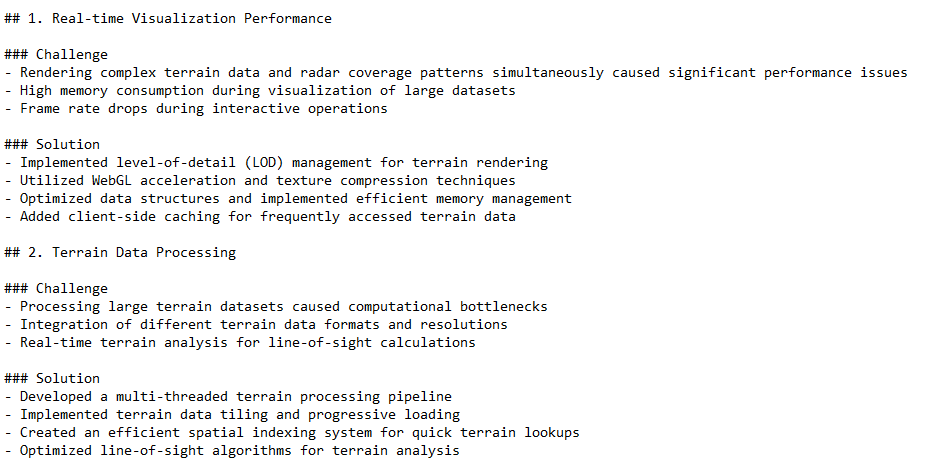 ## 1. Real-time Visualization Performance
### Challenge
- Rendering complex terrain data and radar coverage patterns simultaneously caused significant performance issues
- High memory consumption during visualization of large datasets
- Frame rate drops during interactive operations
### Solution
- Implemented level-of-detail (LOD) management for terrain rendering
- Utilized WebGL acceleration and texture compression techniques
- Optimized data structures and implemented efficient memory management
- Added client-side caching for frequently accessed terrain data
## 2. Terrain Data Processing
### Challenge
- Processing large terrain datasets caused computational bottlenecks
- Integration of different terrain data formats and resolutions
- Real-time terrain analysis for line-of-sight calculations
### Solution
- Developed a multi-threaded terrain processing pipeline
- Implemented terrain data tiling and progressive loading
- Created an efficient spatial indexing system for quick terrain lookups
- Optimized line-of-sight algorithms for terrain analysis